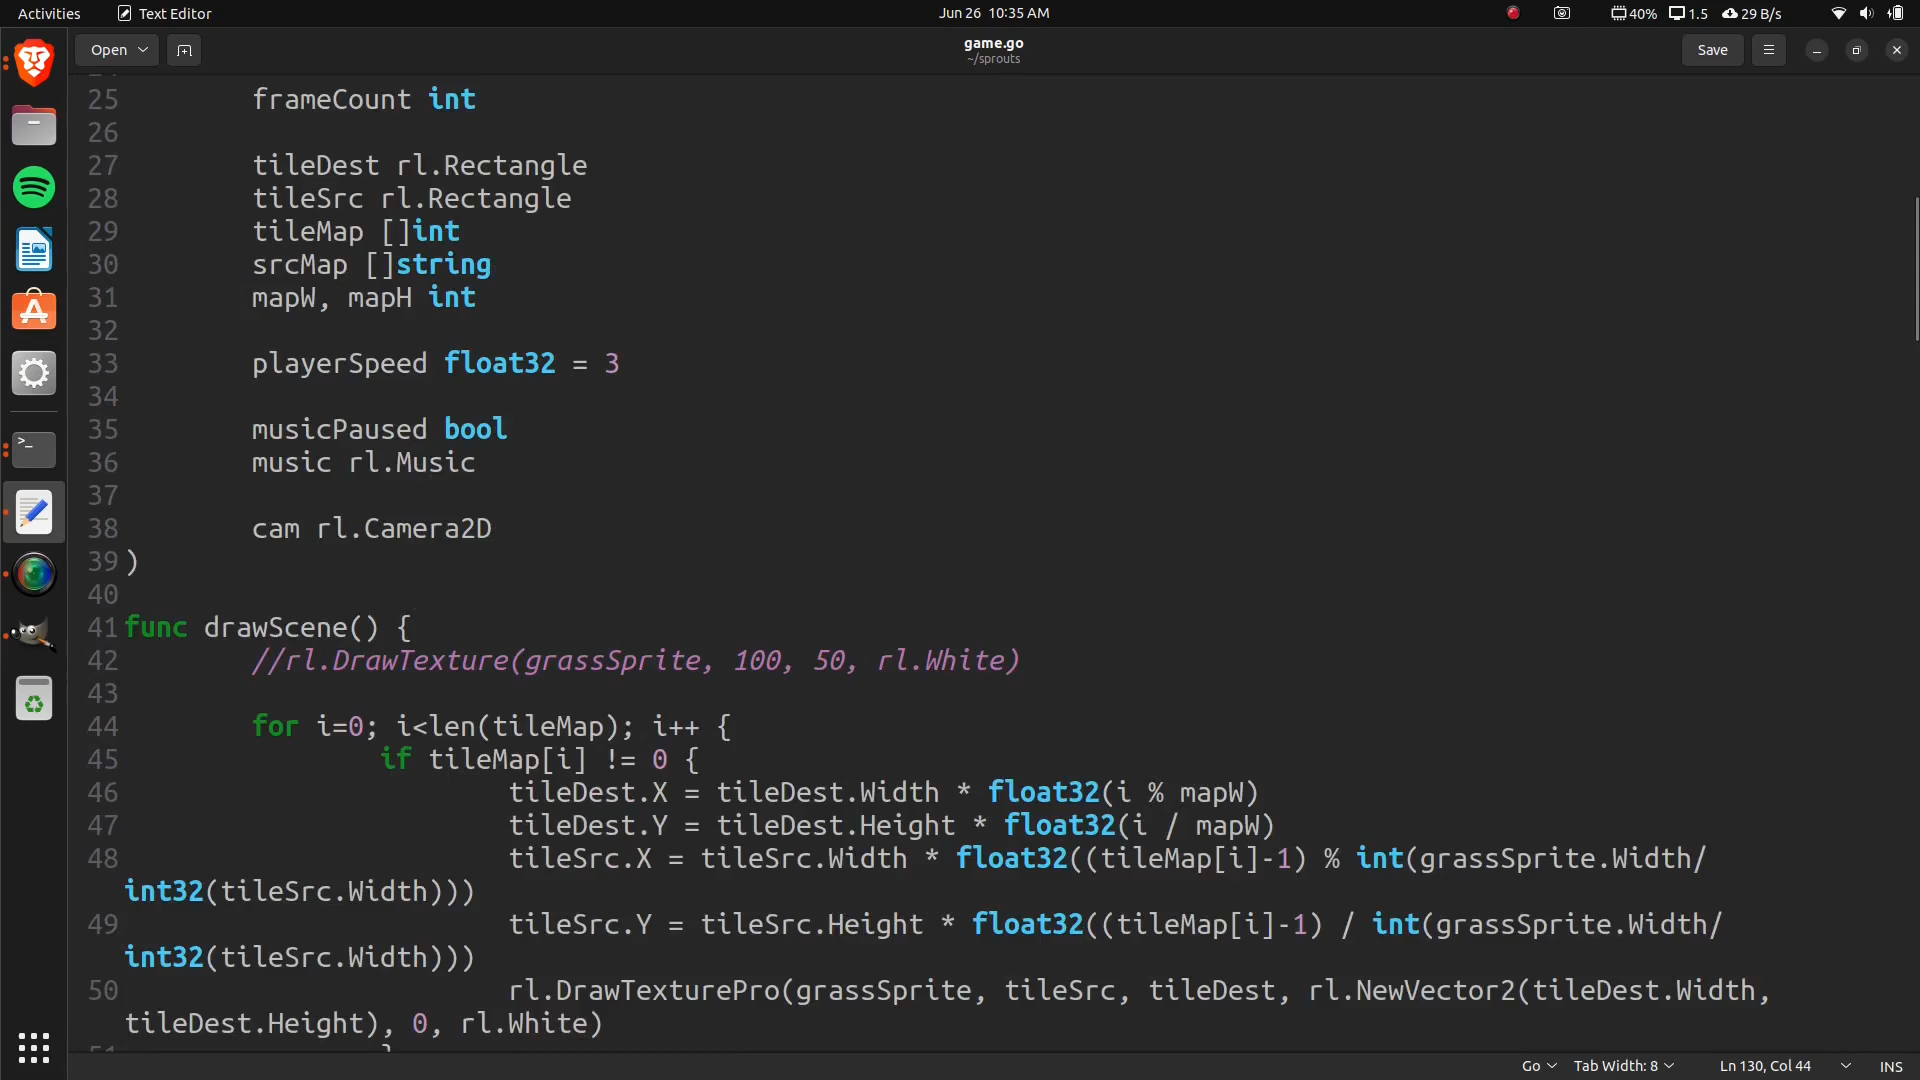 Activities
Text Editor
Jun 26  10:35 AM
40%
1.5
29 B/s
Open
game.go
~/sprouts
Save
25 frameCount int
26
27 tileDest rl.Rectangle
28 tileSrc rl.Rectangle
29 tileMap []int
30 srcMap []string
31 mapW, mapH int
32
33 playerSpeed float32 = 3
34
35 musicPaused bool
36 music rl.Music
37
38 cam rl.Camera2D
39 )
40
41 func drawScene() {
42 //rl.DrawTexture(grassSprite, 100, 50, rl.White)
43
44 for i=0; i<len(tileMap); i++ {
45 if tileMap[i] != 0 {
46 tileDest.X = tileDest.Width * float32(i % mapW)
47 tileDest.Y = tileDest.Height * float32(i / mapW)
48 tileSrc.X = tileSrc.Width * float32((tileMap[i]-1) % int(grassSprite.Width/
int32(tileSrc.Width)))
49 tileSrc.Y = tileSrc.Height * float32((tileMap[i]-1) / int(grassSprite.Width/
int32(tileSrc.Width)))
50 rl.DrawTexturePro(grassSprite, tileSrc, tileDest, rl.NewVector2(tileDest.Width,
tileDest.Height), 0, rl.White)
Go
Tab Width: 8
Ln 130, Col 44
INS